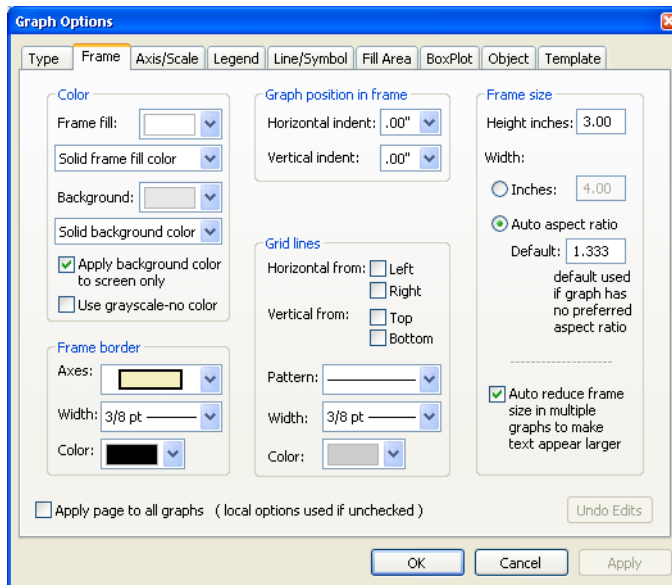 Graph Options
Type Frame Axis/Scale Legend Line/Symbol Fill Area BoxPlot Object Template
Color
Frame fill:
Solid frame fill color
Background:
Solid background color
Apply background color
to screen only
Use grayscale-no color
Frame border
Axes:
Width: 3/8 pt
Color:
Graph position in frame
Horizontal indent: .00"
Vertical indent: .00"
Grid lines
Horizontal from: Left
Right
Vertical from: Top
Bottom
Pattern:
Width: 3/8 pt
Color:
Frame size
Height inches: 3.00
Width:
Inches: 4.00
Auto aspect ratio
Default: 1.333
default used
if graph has
no preferred
aspect ratio
Auto reduce frame
size in multiple
graphs to make
text appear larger
Apply page to all graphs ( local options used if unchecked )
Undo Edits
OK Cancel Apply